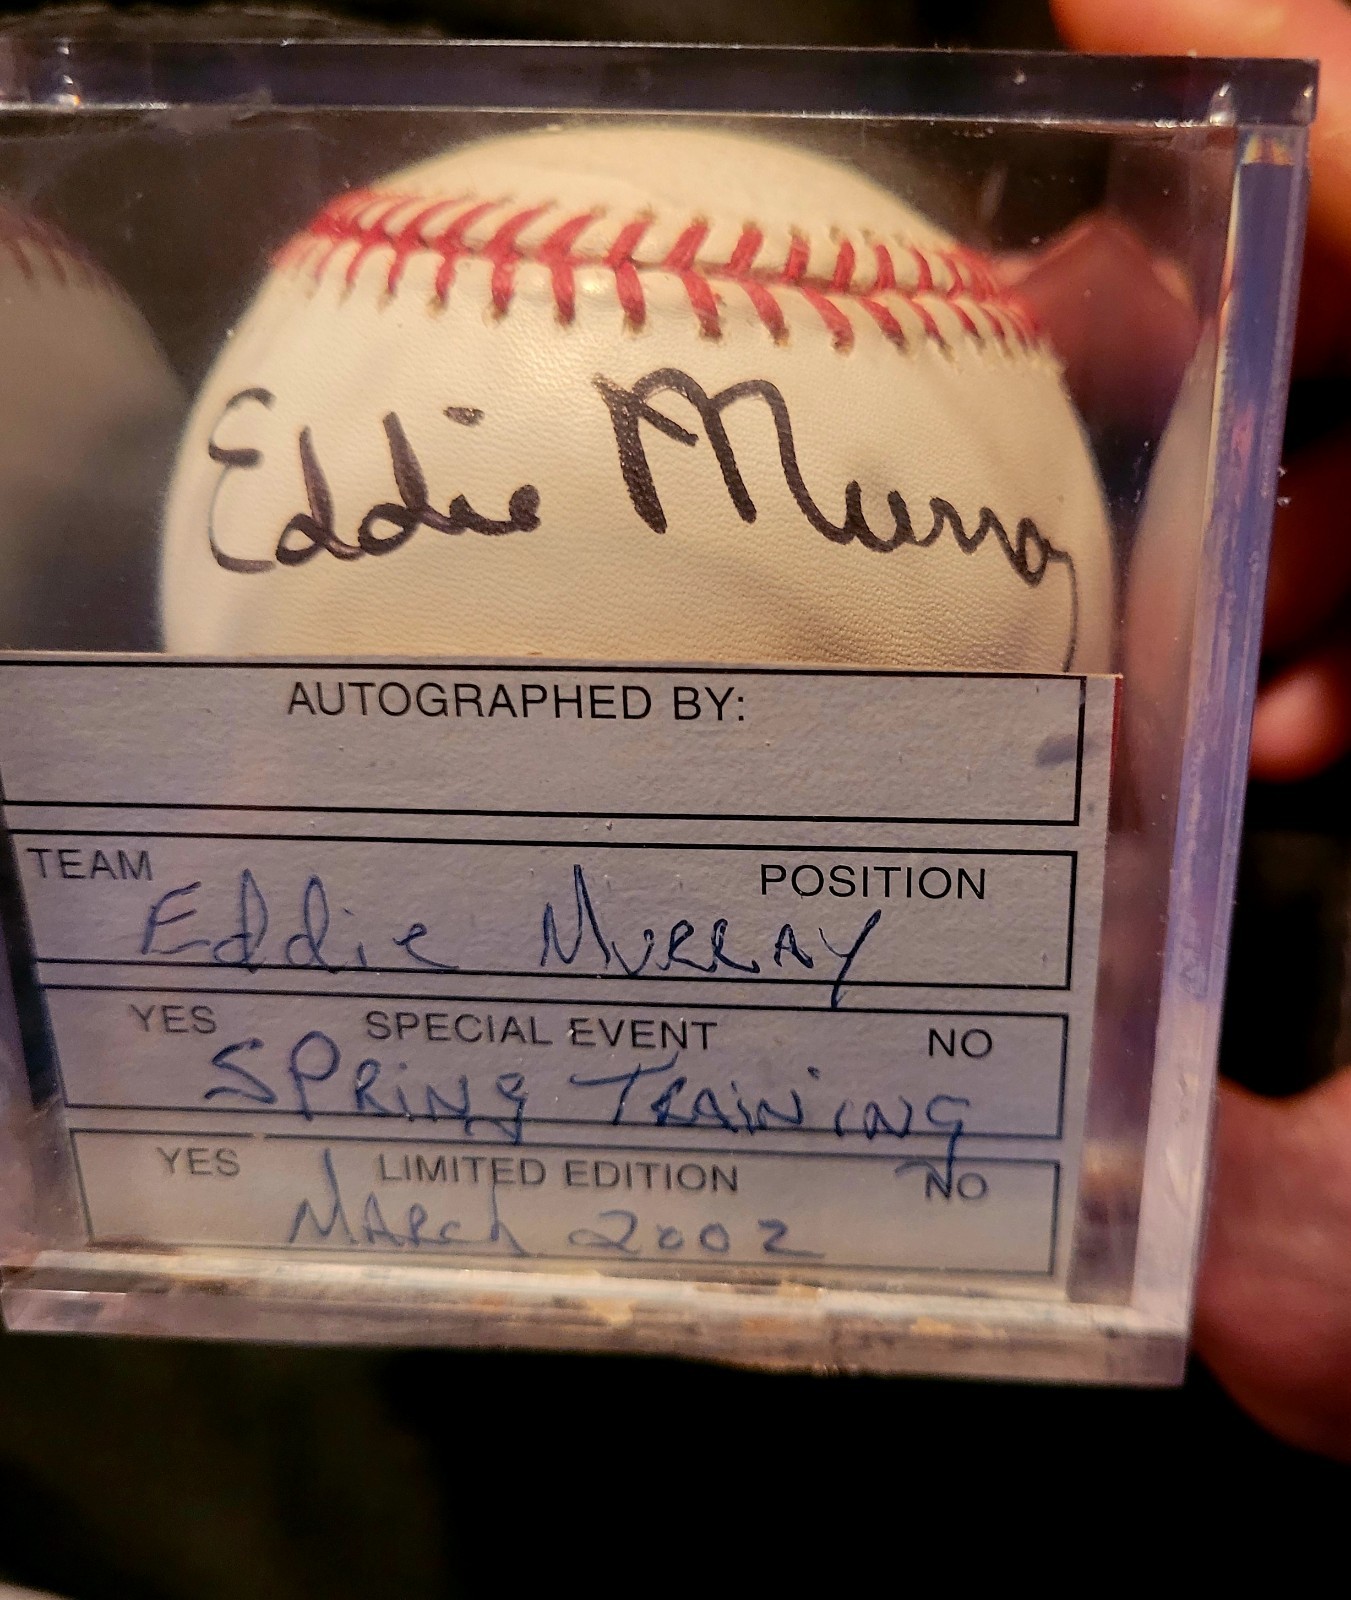 Eddie Murray
AUTOGRAPHED BY:
TEAM POSITION
Eddie MURRAY
YES SPECIAL EVENT NO
SPRiNg TRAiNiNG
YES LIMITED EDITION NO
MARch 2002